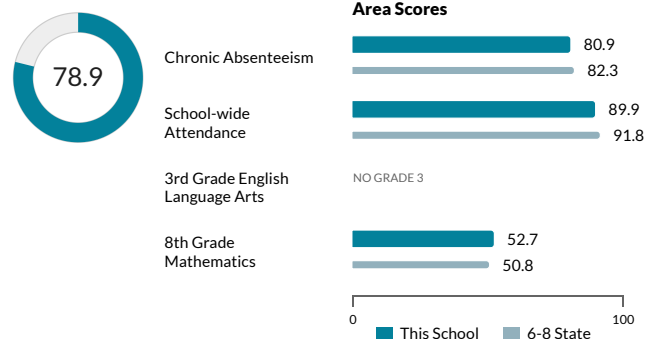 Area Scores
78.9
Chronic Absenteeism
80.9
82.3
School-wide
Attendance
89.9
91.8
3rd Grade English
Language Arts
NO GRADE 3
8th Grade
Mathematics
52.7
50.8
0
100
This School
6-8 State